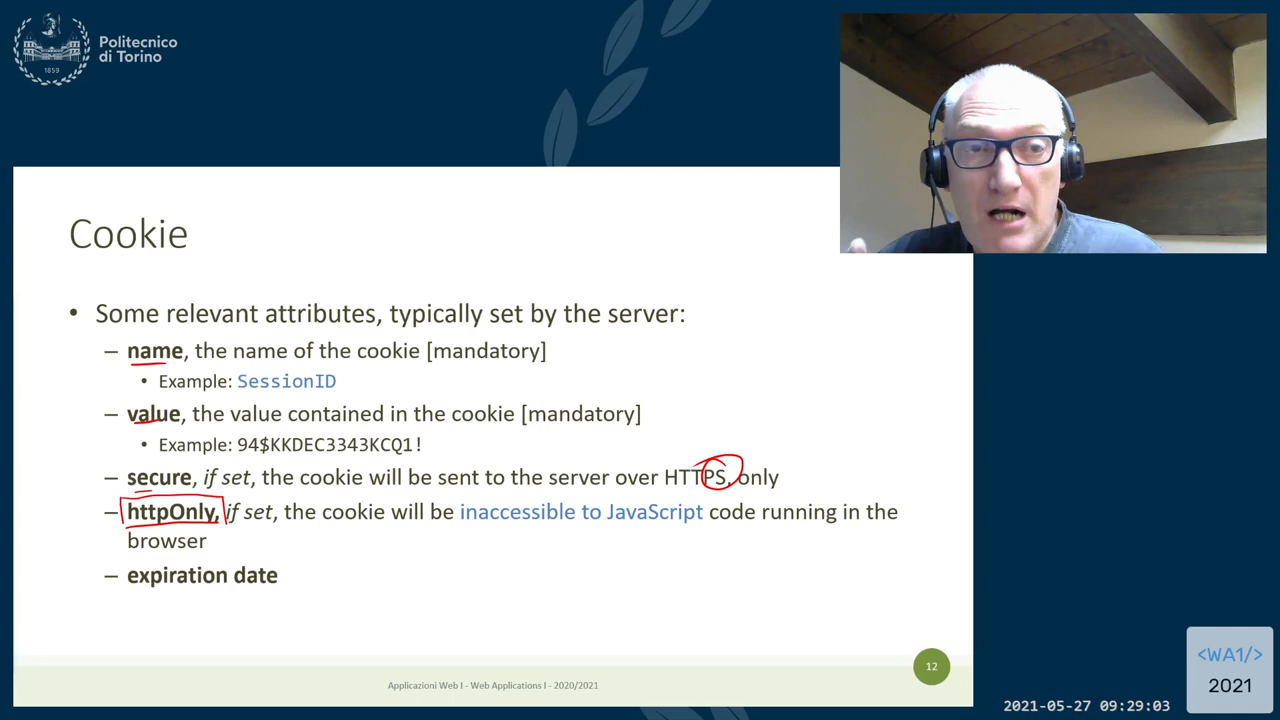 Politecnico
di Torino
1859
Cookie
• Some relevant attributes, typically set by the server:
– name, the name of the cookie [mandatory]
• Example: SessionID
– value, the value contained in the cookie [mandatory]
• Example: 94$KKDEC3343KCQ1!
– secure, if set, the cookie will be sent to the server over HTTPS, only
– httpOnly, if set, the cookie will be inaccessible to JavaScript code running in the
browser
– expiration date
12
Applicazioni Web I - Web Applications I - 2020/2021
<WA1/>
2021
2021-05-27 09:29:03